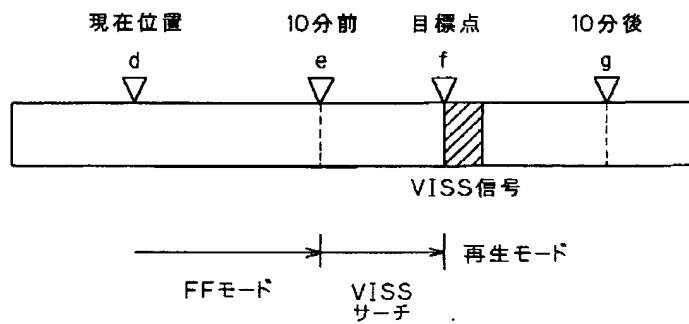 現在位置 10分前 目標点 10分後
d e f g
VISS信号
再生モード
FFモード VISS
サーチ